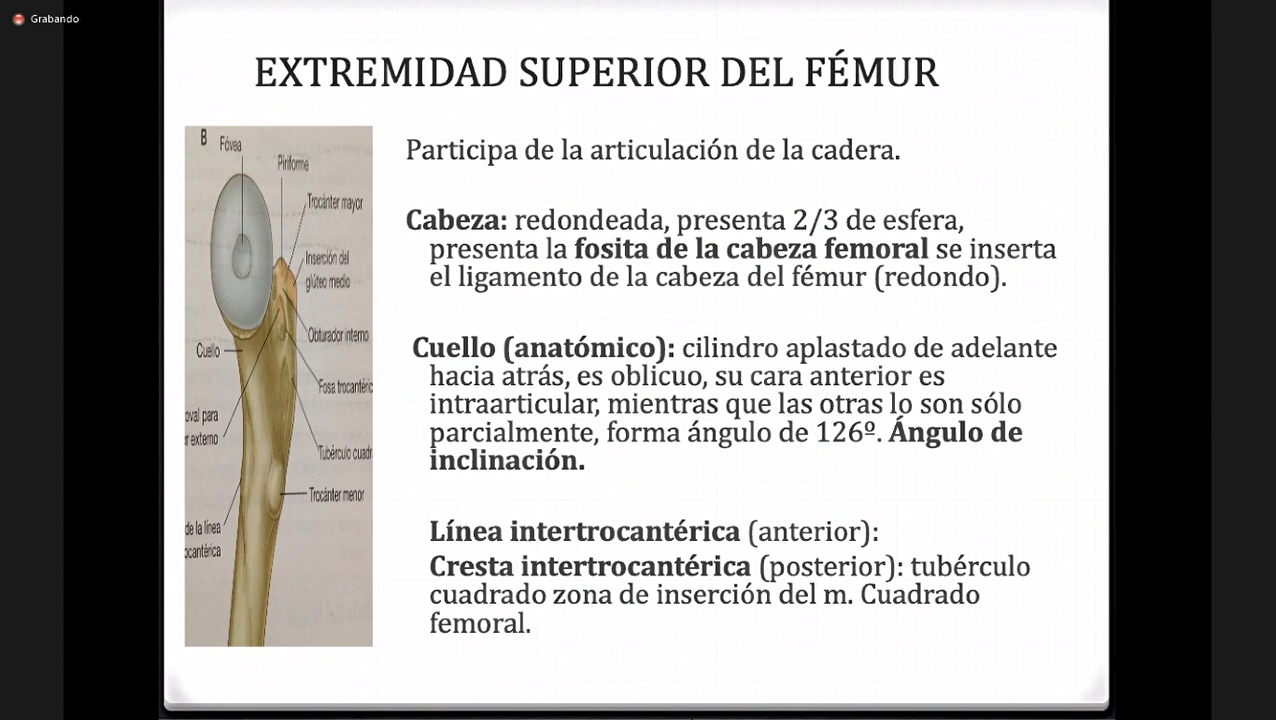 Grabando
EXTREMIDAD SUPERIOR DEL FÉMUR
B
Fóvea
Piriforme
Trocánter mayor
Inserción del
glúteo medio
Obturador interno
Cuello
Fosa trocantéric
oval para
r externo
Tubérculo cuadr
Trocánter menor
de la línea
ocantérica
Participa de la articulación de la cadera.
Cabeza: redondeada, presenta 2/3 de esfera,
presenta la fosita de la cabeza femoral se inserta
el ligamento de la cabeza del fémur (redondo).
Cuello (anatómico): cilindro aplastado de adelante
hacia atrás, es oblicuo, su cara anterior es
intraarticular, mientras que las otras lo son sólo
parcialmente, forma ángulo de 126º. Ángulo de
inclinación.
Línea intertrocantérica (anterior):
Cresta intertrocantérica (posterior): tubérculo
cuadrado zona de inserción del m. Cuadrado
femoral.